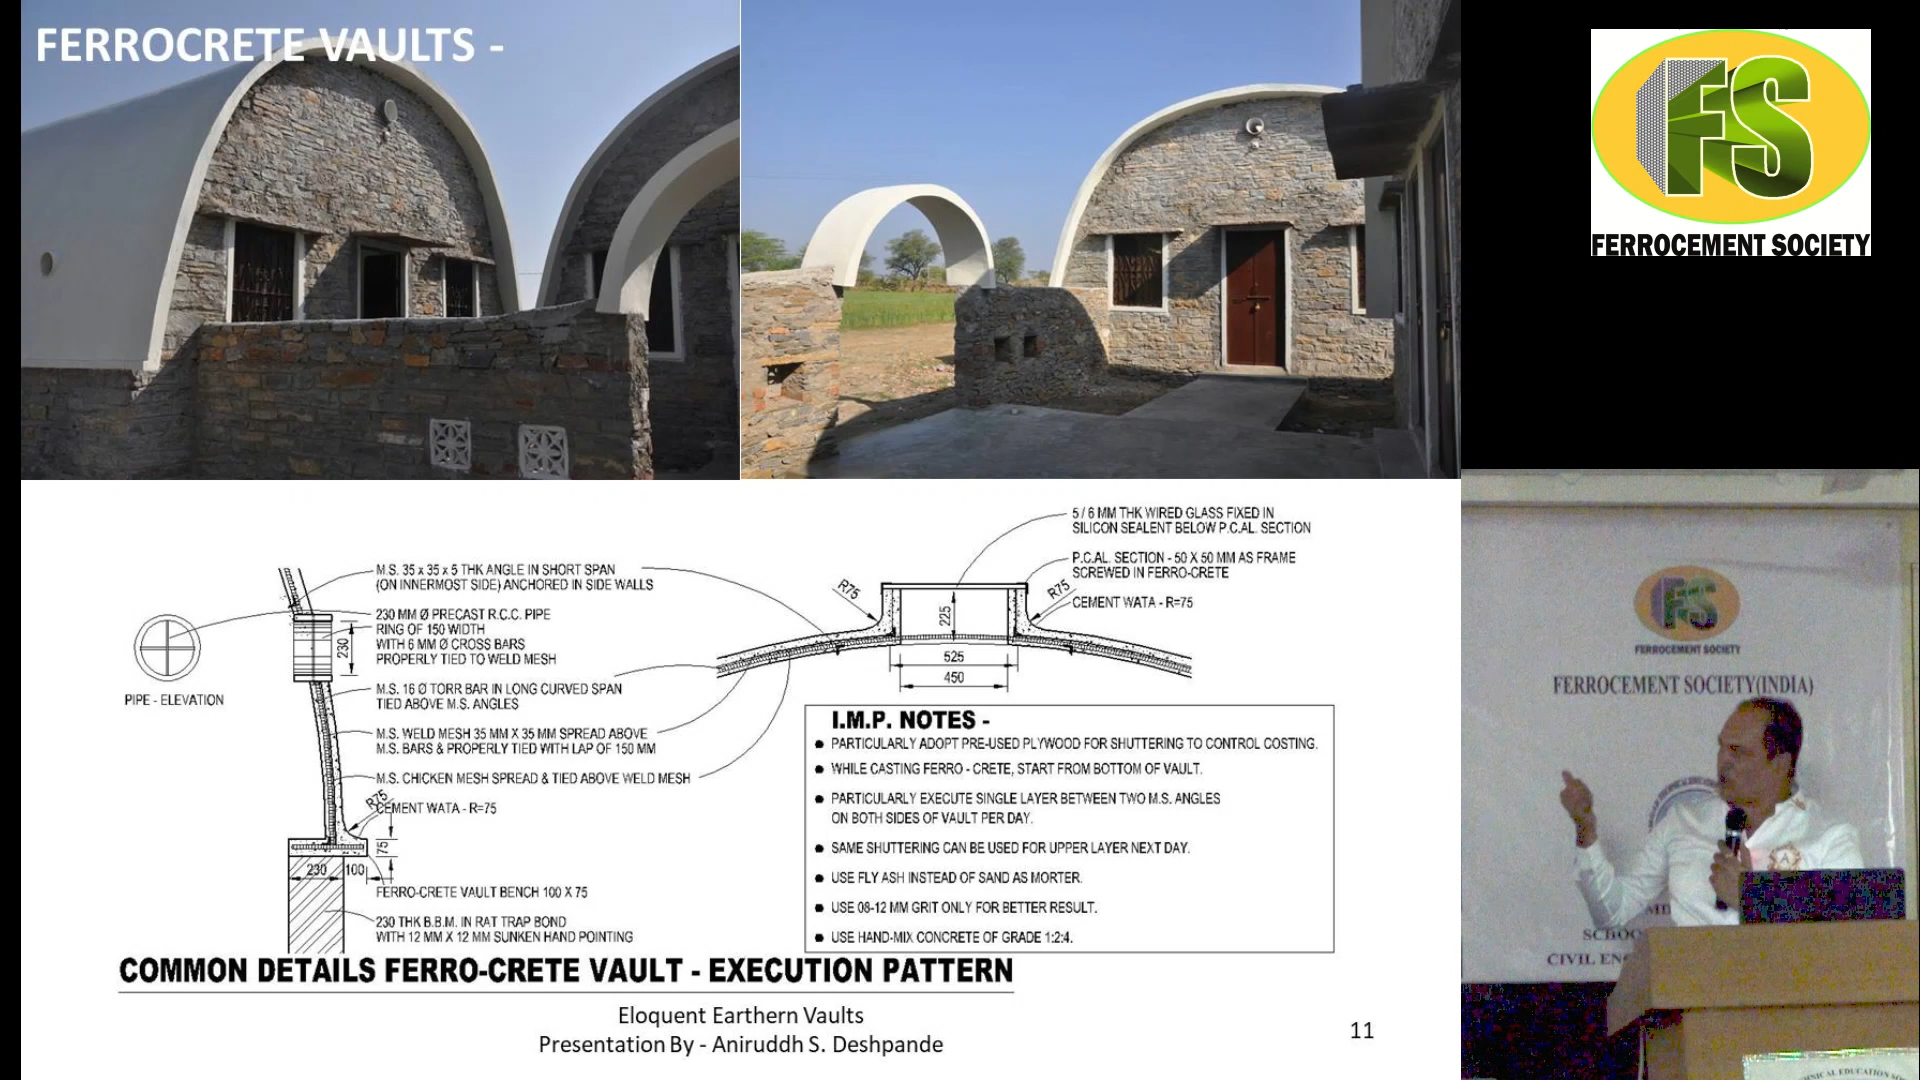 FERROCRETE VAULTS -
FS
FERROCEMENT SOCIETY
5 / 6 MM THK WIRED GLASS FIXED IN
SILICON SEALENT BELOW P.C.AL. SECTION
P.C.AL. SECTION - 50 X 50 MM AS FRAME
SCREWED IN FERRO-CRETE
CEMENT WATA - R=75
R75
R75
225
525
450
M.S. 35 x 35 x 5 THK ANGLE IN SHORT SPAN
(ON INNERMOST SIDE) ANCHORED IN SIDE WALLS
230 MM Ø PRECAST R.C.C. PIPE
RING OF 150 WIDTH
WITH 6 MM Ø CROSS BARS
PROPERLY TIED TO WELD MESH
230
PIPE - ELEVATION
M.S. 16 Ø TORR BAR IN LONG CURVED SPAN
TIED ABOVE M.S. ANGLES
M.S. WELD MESH 35 MM X 35 MM SPREAD ABOVE
M.S. BARS & PROPERLY TIED WITH LAP OF 150 MM
M.S. CHICKEN MESH SPREAD & TIED ABOVE WELD MESH
R75
CEMENT WATA - R=75
75
230
100
FERRO-CRETE VAULT BENCH 100 X 75
230 THK B.B.M. IN RAT TRAP BOND
WITH 12 MM X 12 MM SUNKEN HAND POINTING
I.M.P. NOTES -
● PARTICULARLY ADOPT PRE-USED PLYWOOD FOR SHUTTERING TO CONTROL COSTING.
● WHILE CASTING FERRO - CRETE, START FROM BOTTOM OF VAULT.
● PARTICULARLY EXECUTE SINGLE LAYER BETWEEN TWO M.S. ANGLES
ON BOTH SIDES OF VAULT PER DAY.
● SAME SHUTTERING CAN BE USED FOR UPPER LAYER NEXT DAY.
● USE FLY ASH INSTEAD OF SAND AS MORTER.
● USE 08-12 MM GRIT ONLY FOR BETTER RESULT.
● USE HAND-MIX CONCRETE OF GRADE 1:2:4.
COMMON DETAILS FERRO-CRETE VAULT - EXECUTION PATTERN
Eloquent Earthern Vaults
Presentation By - Aniruddh S. Deshpande
11
FS
FERROCEMENT SOCIETY
FERROCEMENT SOCIETY(INDIA)
CIVIL